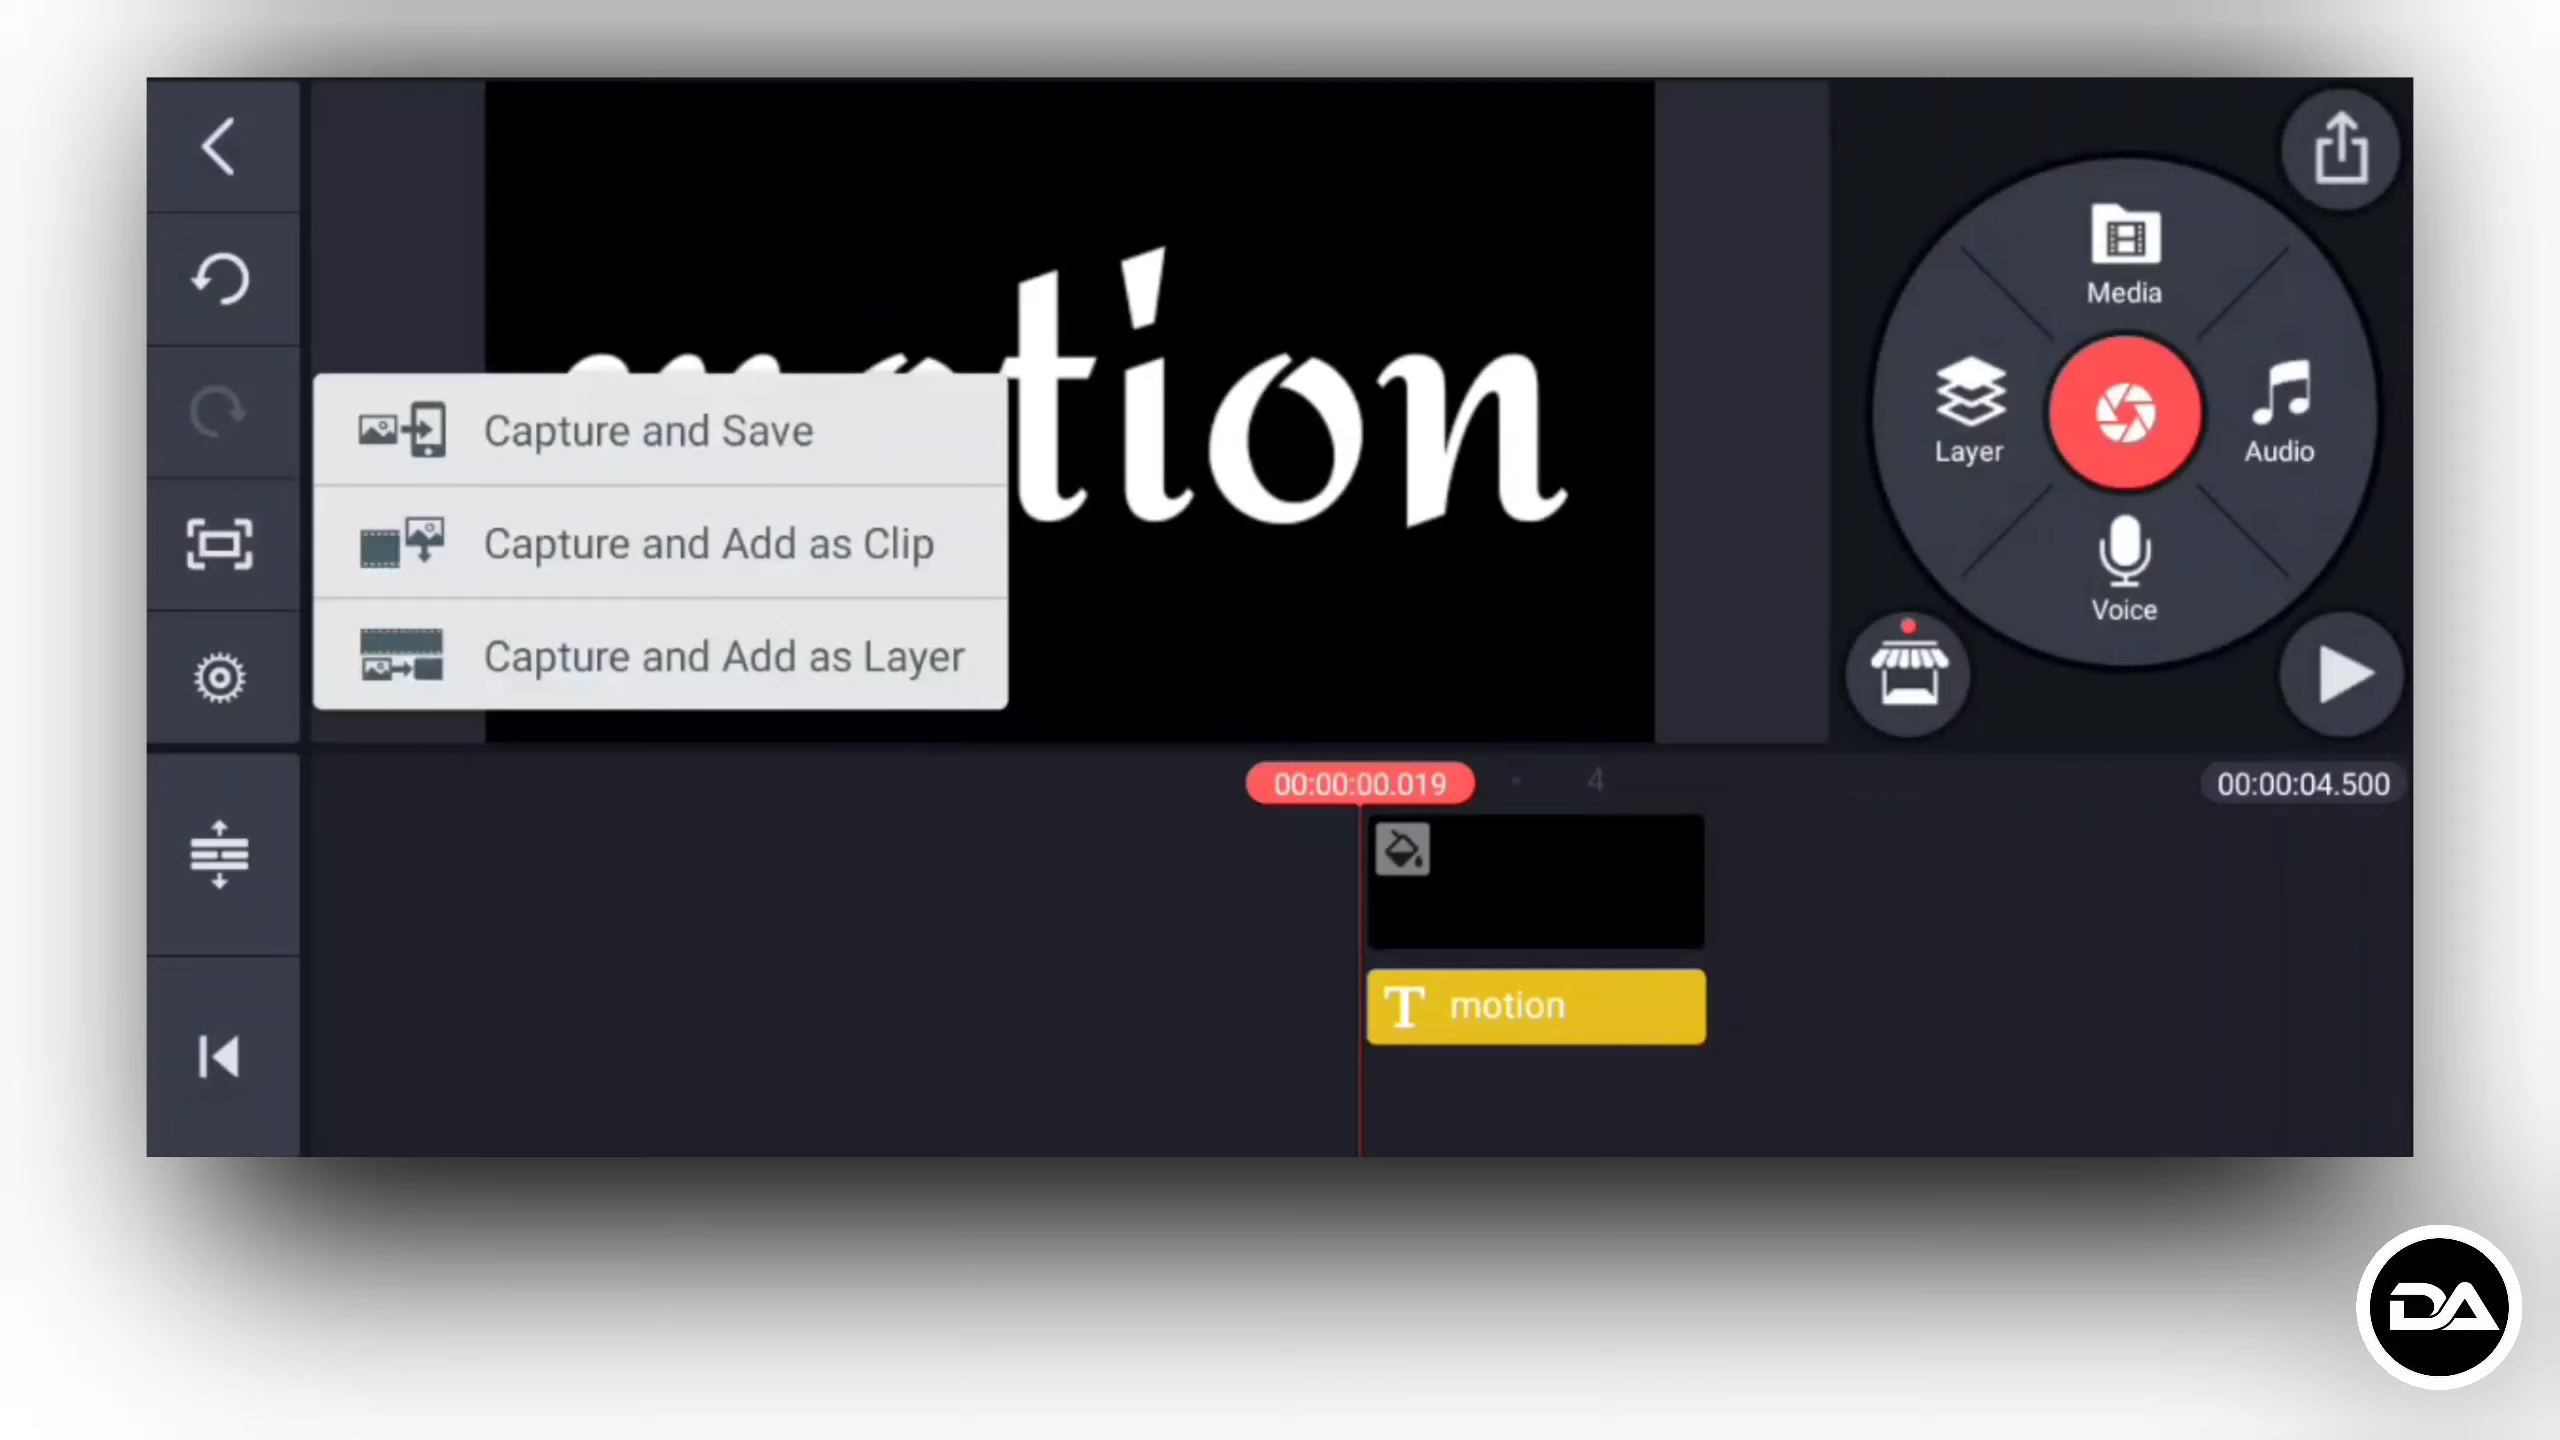 motion
Capture and Save
Capture and Add as Clip
Capture and Add as Layer
Media
Layer
Audio
Voice
00:00:00.019
4
00:00:04.500
T motion
DA